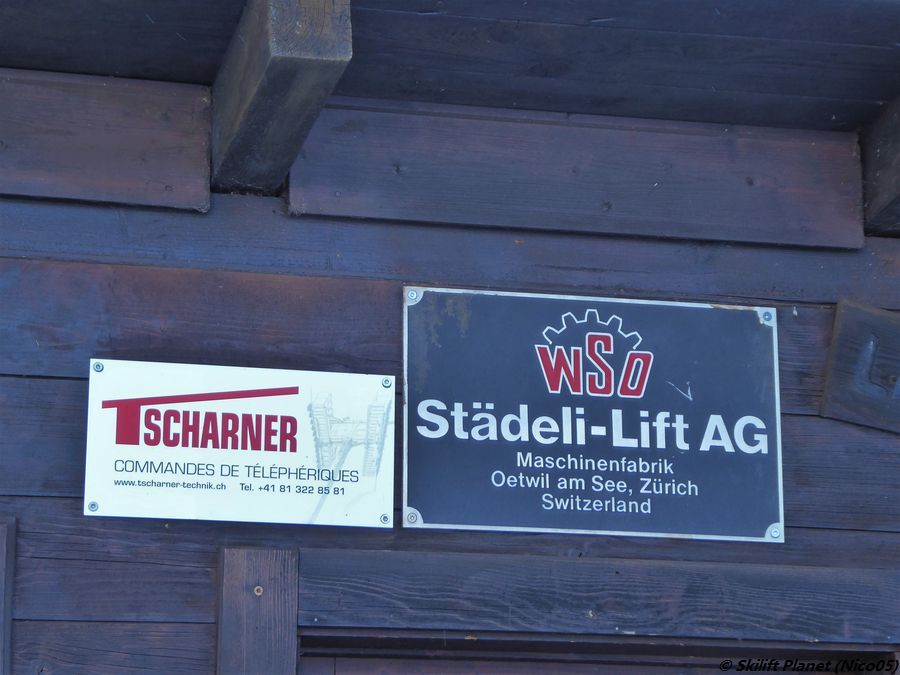 TSCHARNER
COMMANDES DE TÉLÉPHÉRIQUES
www.tscharner-technik.ch Tel. +41 81 322 85 81
WSO
Städeli-Lift AG
Maschinenfabrik
Oetwil am See, Zürich
Switzerland
© Skilift Planet (Nico05)